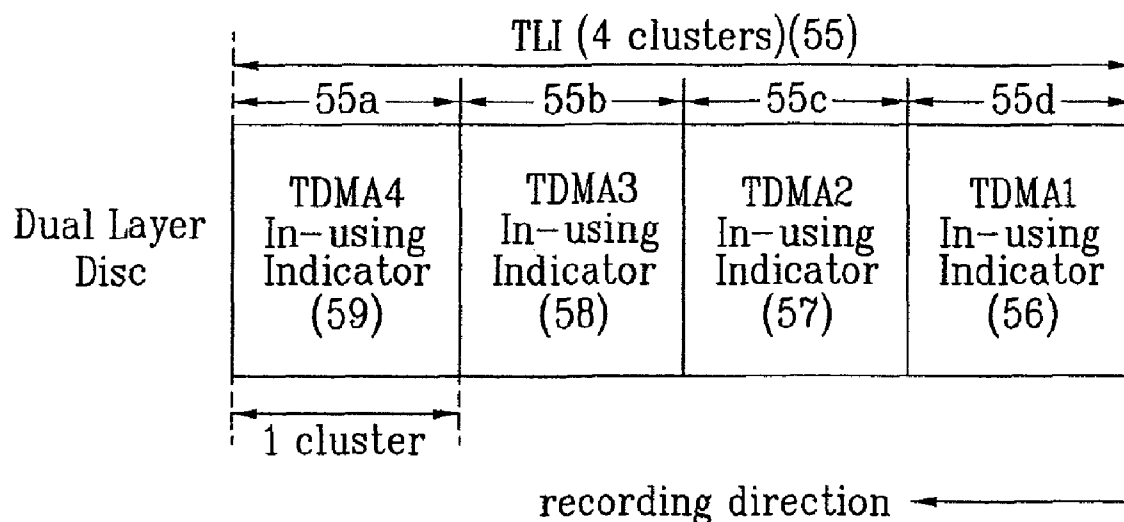 TLI (4 clusters)(55)
55a 55b 55c 55d
Dual Layer
Disc
TDMA4
In-using
Indicator
(59)
TDMA3
In-using
Indicator
(58)
TDMA2
In-using
Indicator
(57)
TDMA1
In-using
Indicator
(56)
1 cluster
recording direction